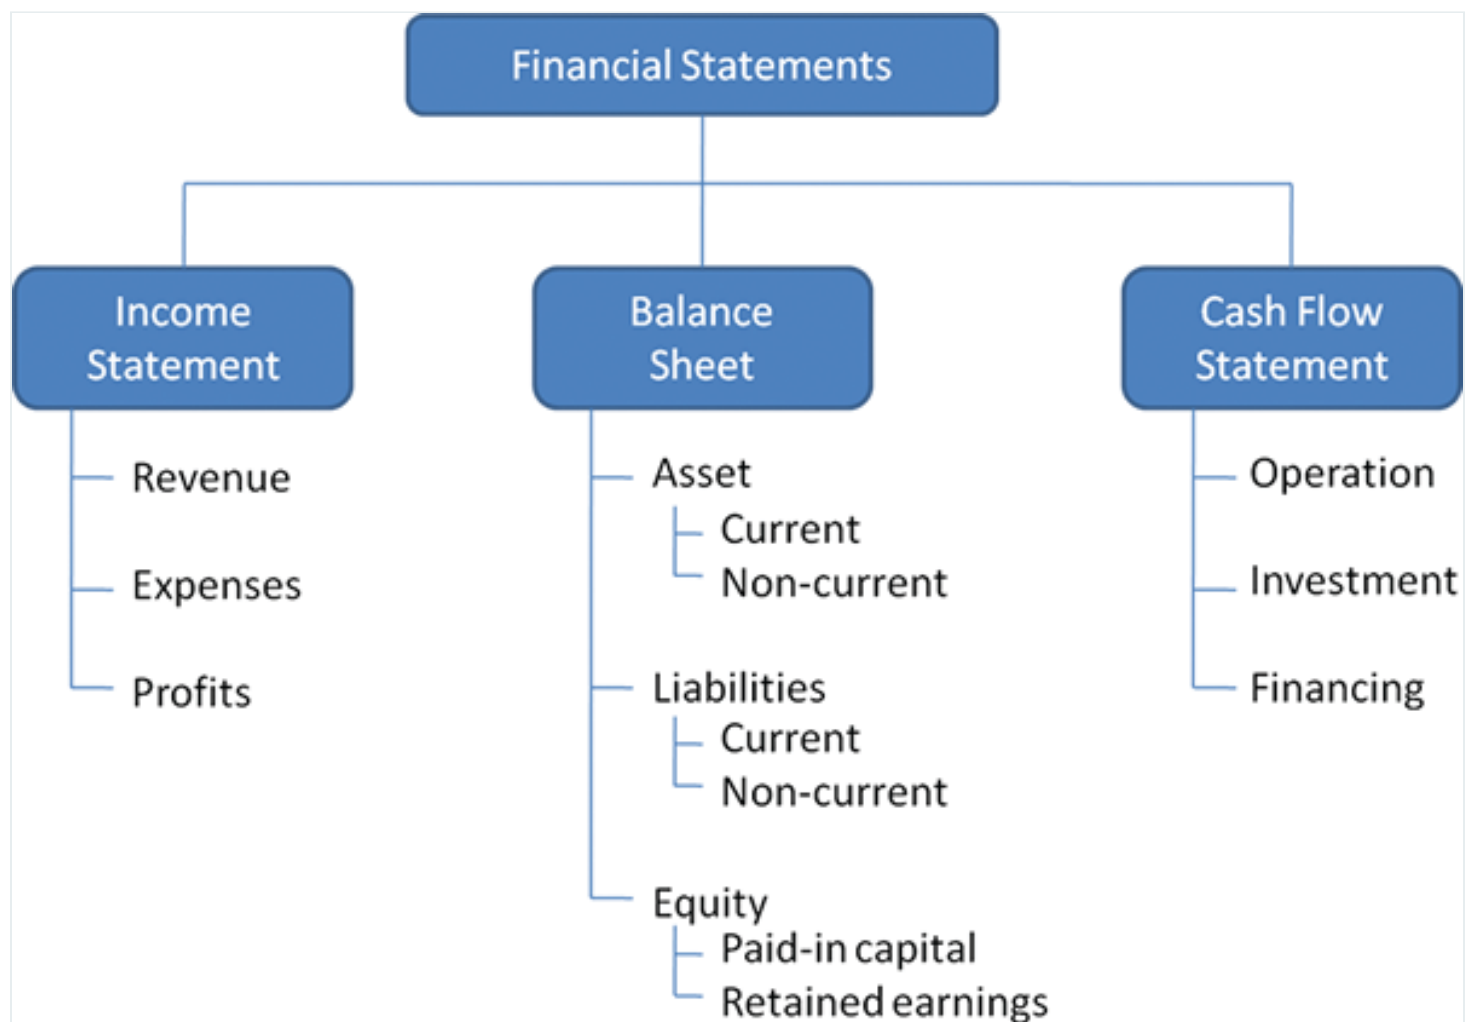 Financial Statements
Income
Statement
Revenue
Expenses
Profits
Balance
Sheet
Asset
Current
Non-current
Liabilities
Current
Non-current
Equity
Paid-in capital
Retained earnings
Cash Flow
Statement
Operation
Investment
Financing